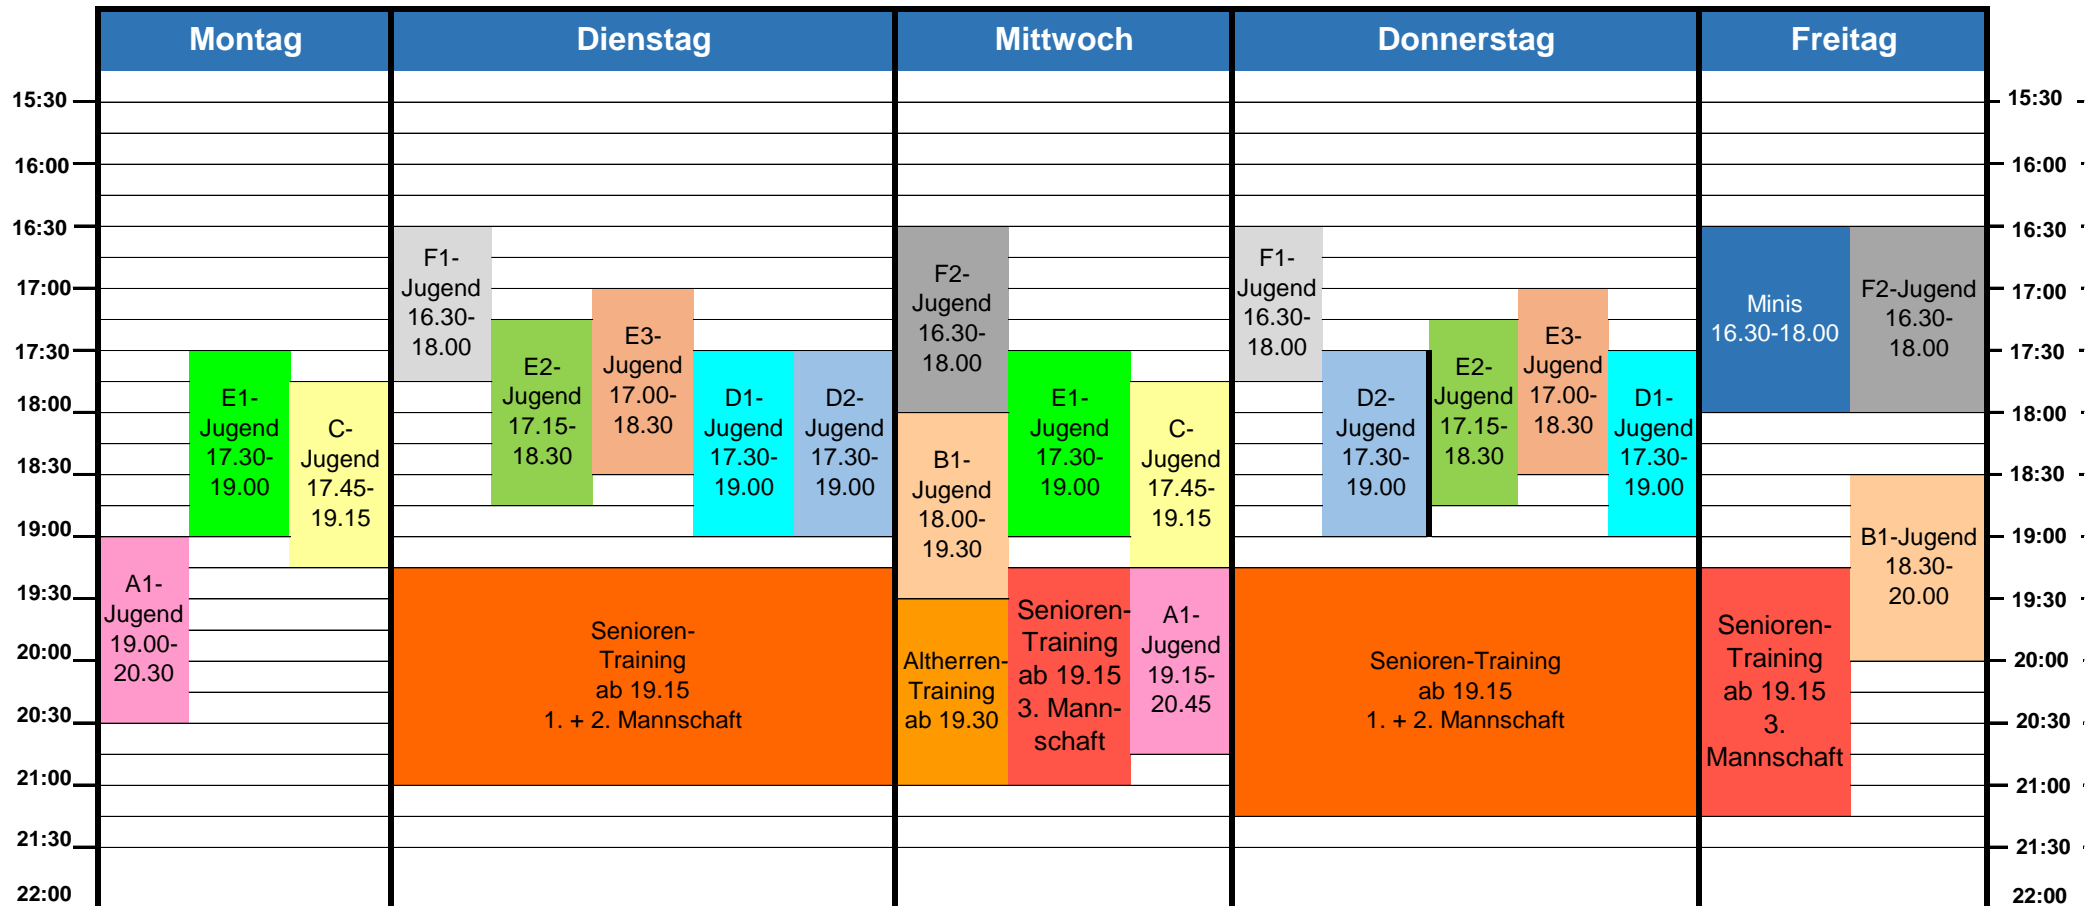 Montag
Dienstag
Mittwoch
Donnerstag
Freitag
15:30
16:00
16:30
17:00
17:30
18:00
18:30
19:00
19:30
20:00
20:30
21:00
21:30
22:00
A1-
Jugend
19.00-
20.30
E1-
Jugend
17.30-
19.00
C-
Jugend
17.45-
19.15
F1-
Jugend
16.30-
18.00
E2-
Jugend
17.15-
18.30
E3-
Jugend
17.00-
18.30
D1-
Jugend
17.30-
19.00
D2-
Jugend
17.30-
19.00
Senioren-
Training
ab 19.15
1. + 2. Mannschaft
F2-
Jugend
16.30-
18.00
B1-
Jugend
18.00-
19.30
Altherren-
Training
ab 19.30
E1-
Jugend
17.30-
19.00
Senioren-
Training
ab 19.15
3. Mann-
schaft
C-
Jugend
17.45-
19.15
A1-
Jugend
19.15-
20.45
F1-
Jugend
16.30-
18.00
D2-
Jugend
17.30-
19.00
E2-
Jugend
17.15-
18.30
E3-
Jugend
17.00-
18.30
D1-
Jugend
17.30-
19.00
Senioren-Training
ab 19.15
1. + 2. Mannschaft
Minis
16.30-18.00
Senioren-
Training
ab 19.15
3.
Mannschaft
F2-Jugend
16.30-
18.00
B1-Jugend
18.30-
20.00
15:30
16:00
16:30
17:00
17:30
18:00
18:30
19:00
19:30
20:00
20:30
21:00
21:30
22:00